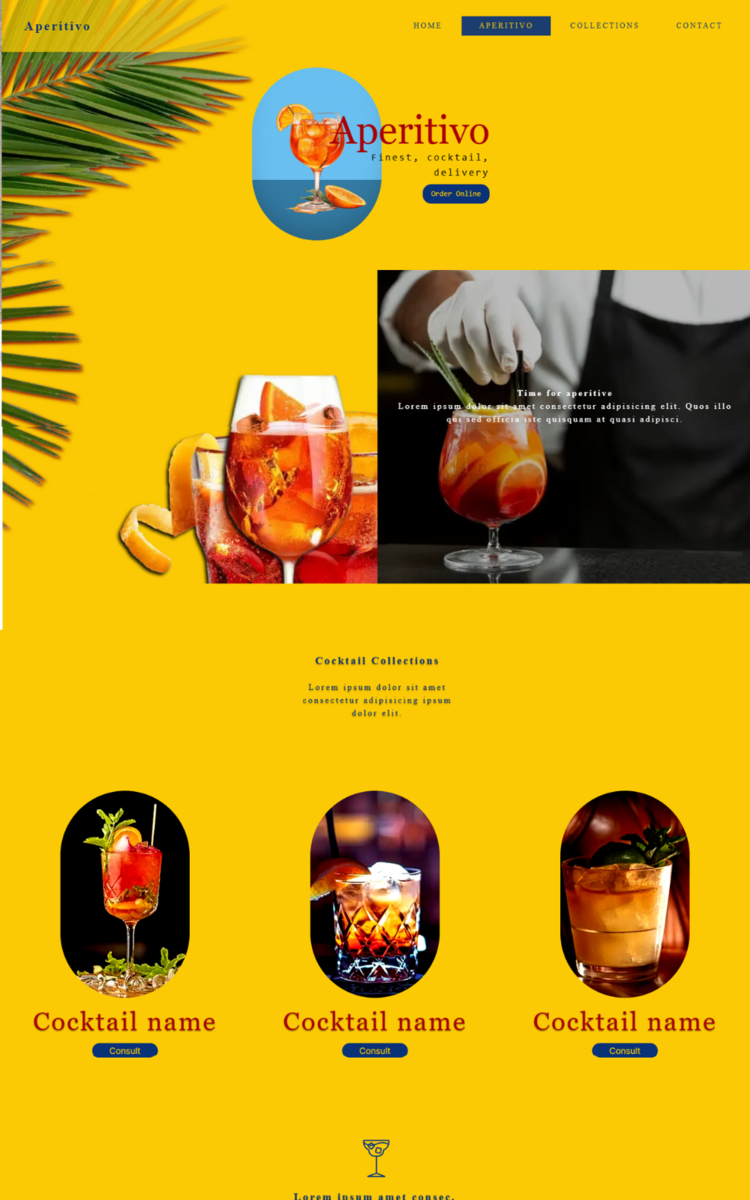 Aperitivo
HOME
APERITIVO
COLLECTIONS
CONTACT
Aperitivo
Finest, cocktail,
delivery
Order Online
Time for aperitive
Lorem ipsum dolor sit amet consectetur adipisicing elit. Quos illo
qui sed officia iste quisquam at quasi adipisci.
Cocktail Collections
Lorem ipsum dolor sit amet
consectetur adipisicing ipsum
dolor elit.
Cocktail name
Consult
Cocktail name
Consult
Cocktail name
Consult
Lorem ipsum amet consec.